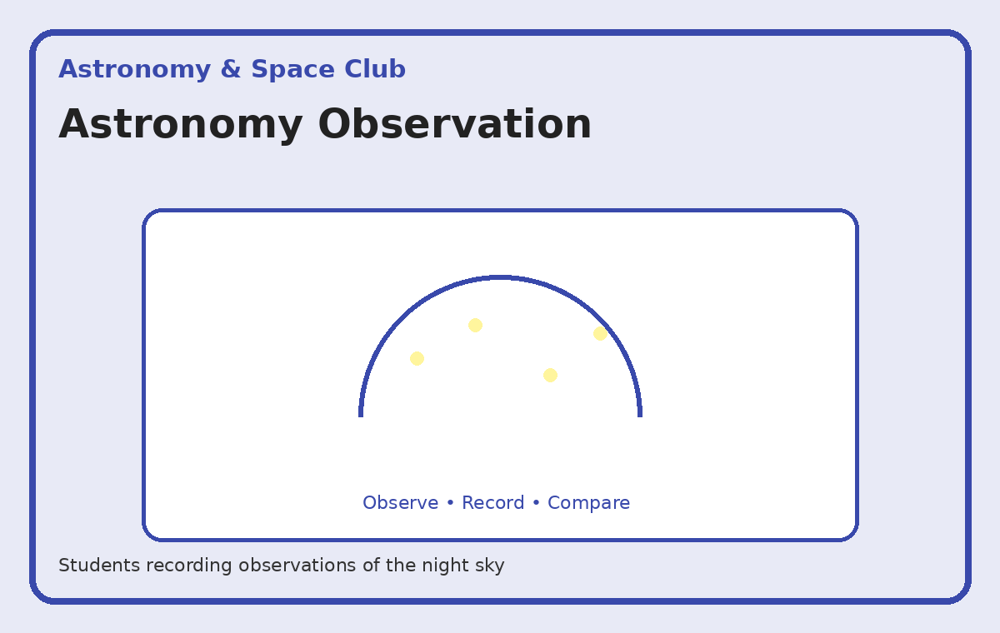 Astronomy & Space Club
Astronomy Observation
Observe • Record • Compare
Students recording observations of the night sky